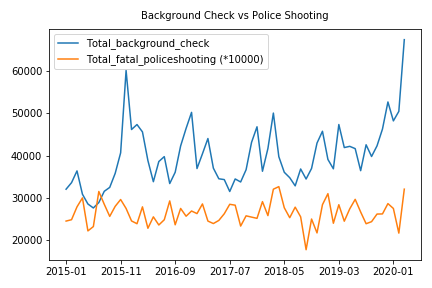 Background Check vs Police Shooting
Total_background_check
Total_fatal_policeshooting (*10000)
60000
50000
40000
30000
20000
2015-01 2015-11 2016-09 2017-07 2018-05 2019-03 2020-01